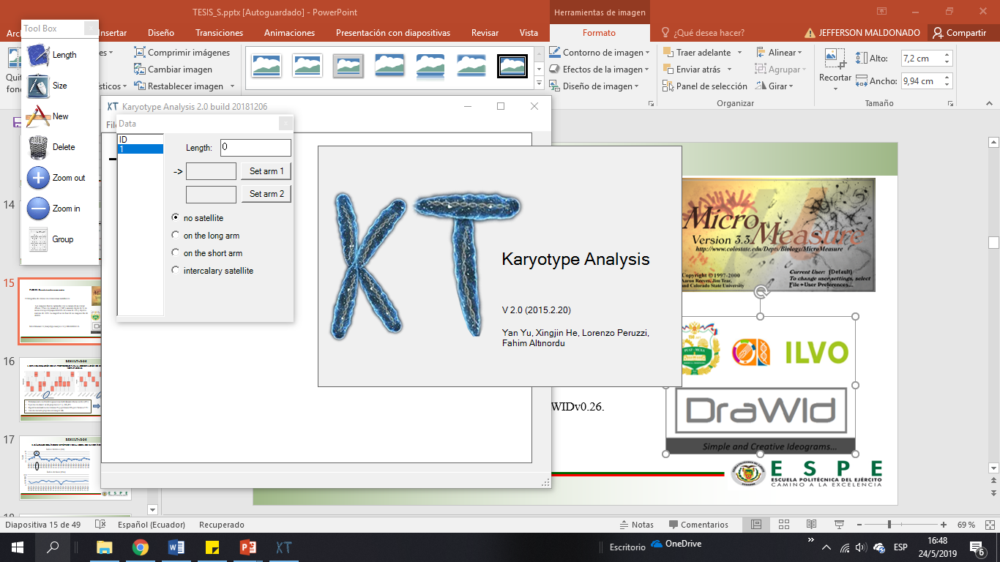 TESIS_S.pptx [Autoguardado] - PowerPoint
Herramientas de imagen
Insertar
Diseño
Transiciones
Animaciones
Presentación con diapositivas
Revisar
Vista
Formato
¿Qué desea hacer?
JEFFERSON MALDONADO
Compartir
Comprimir imágenes
Cambiar imagen
Restablecer imagen
Contorno de imagen
Efectos de la imagen
Diseño de imagen
Traer adelante
Enviar atrás
Panel de selección
Alinear
Agrupar
Girar
Organizar
Recortar
Alto:
7,2 cm
Ancho:
9,94 cm
Tamaño
Tool Box
Length
Size
New
Delete
Zoom out
Zoom in
Group
KT Karyotype Analysis 2.0 build 20181206
Data
ID
1
Length:
0
->
Set arm 1
Set arm 2
no satellite
on the long arm
on the short arm
intercalary satellite
Karyotype Analysis
V 2.0 (2015.2.20)
Yan Yu, Xingjin He, Lorenzo Peruzzi,
Fahim Altınordu
Micro
Measure
Version 3.3
http://www.colostate.edu/Depts/Biology/MicroMeasure
Copyright ©1997-2000
Aaron Reeves, Jim Tear,
and Colorado State University
Current User: {Default}
To change user settings, select
File→User Preferences...
ILVO
WIDv0.26.
DraWId
Simple and Creative Ideograms...
E S P E
ESCUELA POLITÉCNICA DEL EJÉRCITO
CAMINO A LA EXCELENCIA
14
15
16
RESULTADOS
17
RESULTADOS
Diapositiva 15 de 49
Español (Ecuador)
Recuperado
Notas
Comentarios
69 %
Escritorio
OneDrive
ESP
16:48
24/5/2019
6